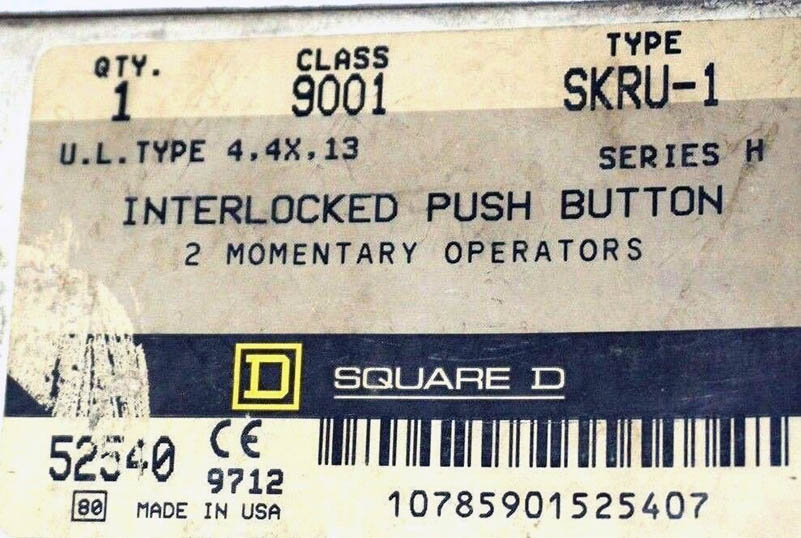 QTY. CLASS TYPE
1 9001 SKRU-1
U.L. TYPE 4,4X,13 SERIES H
INTERLOCKED PUSH BUTTON
2 MOMENTARY OPERATORS
D SQUARE D
52540 CE
9712
80 MADE IN USA
10785901525407